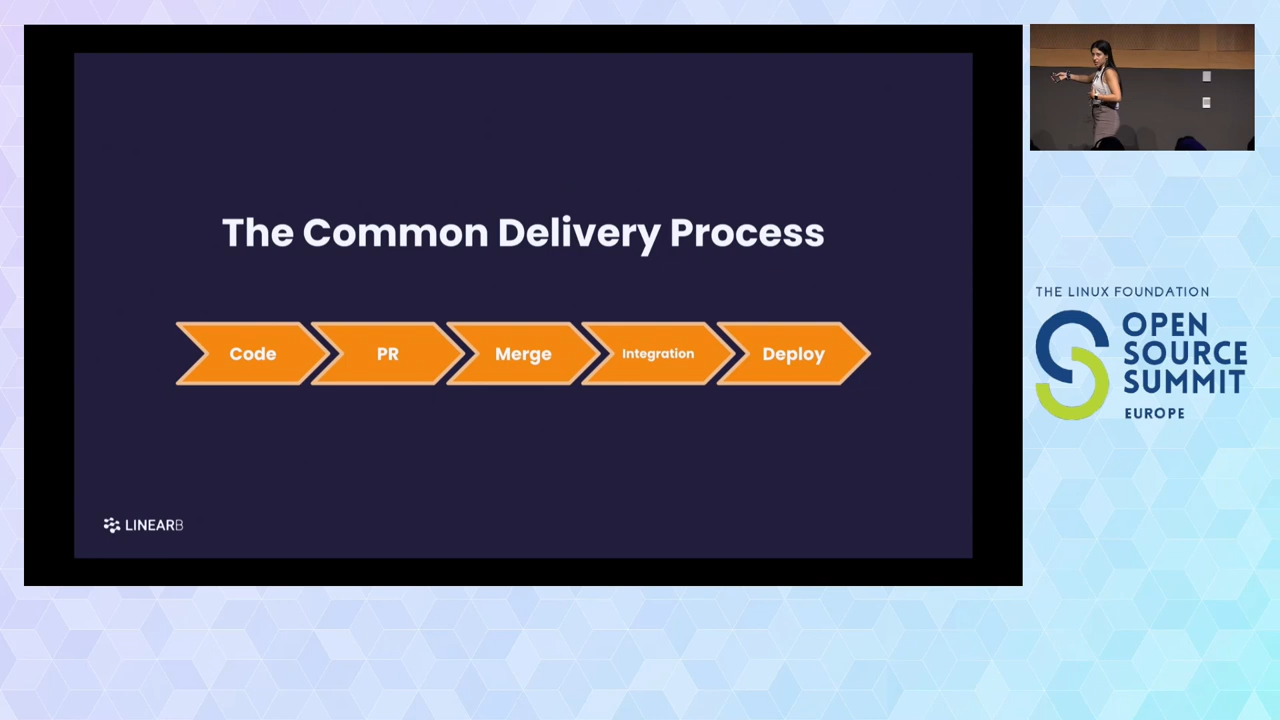 The Common Delivery Process
Code
PR
Merge
Integration
Deploy
LINEARB
THE LINUX FOUNDATION
OPEN
SOURCE
SUMMIT
EUROPE